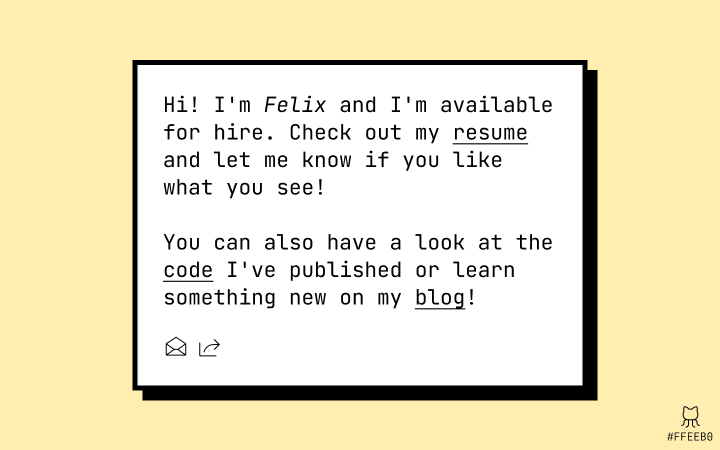 Hi! I'm Felix and I'm available
for hire. Check out my resume
and let me know if you like
what you see!
You can also have a look at the
code I've published or learn
something new on my blog!
#FFEEB0